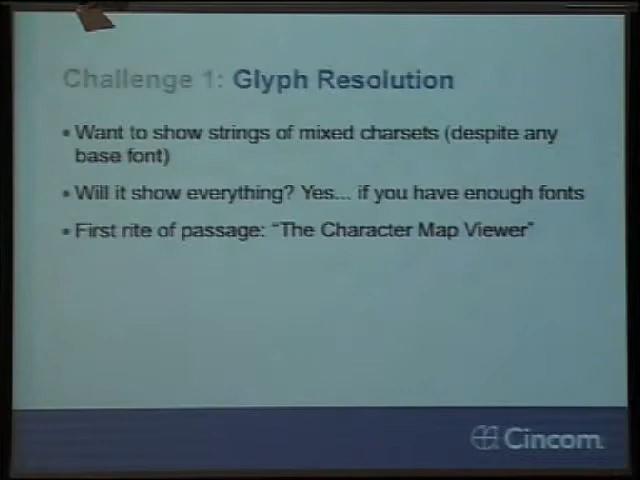 Challenge 1: Glyph Resolution
• Want to show strings of mixed charsets (despite any
base font)
• Will it show everything? Yes... if you have enough fonts
• First rite of passage: “The Character Map Viewer”
Cincom